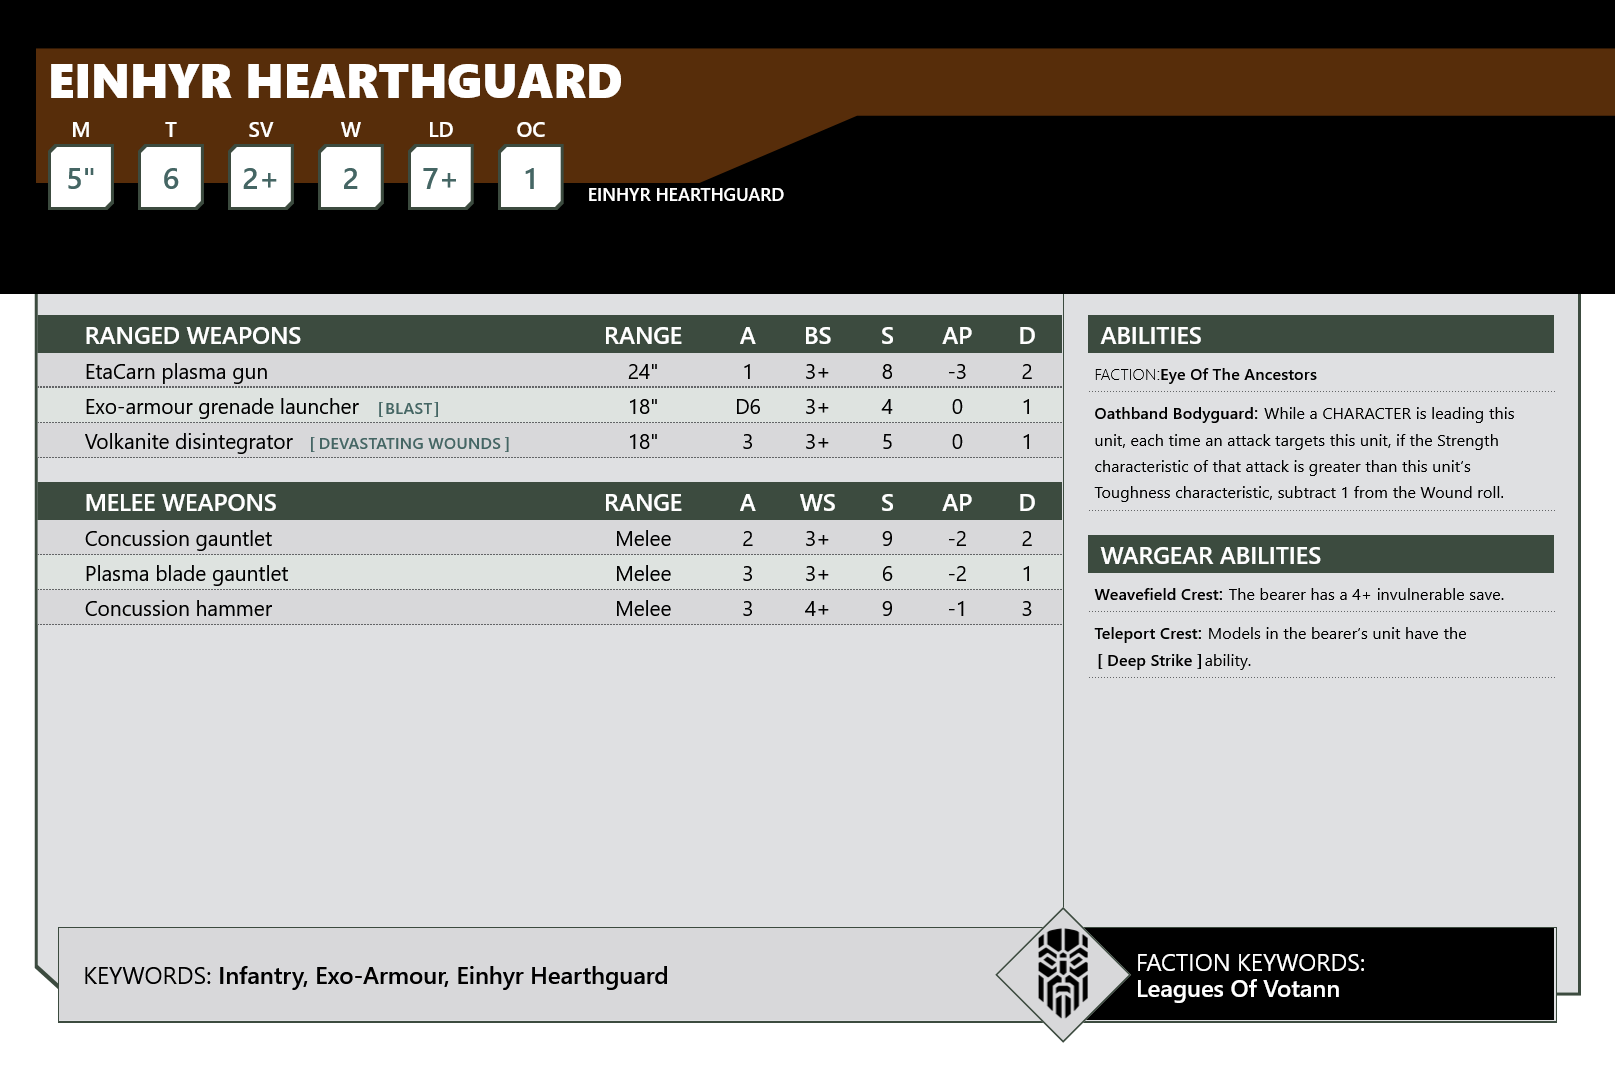 EINHYR HEARTHGUARD
M T SV W LD OC
5" 6 2+ 2 7+ 1
EINHYR HEARTHGUARD
RANGED WEAPONS RANGE A BS S AP D
EtaCarn plasma gun 24" 1 3+ 8 -3 2
Exo-armour grenade launcher [BLAST] 18" D6 3+ 4 0 1
Volkanite disintegrator [ DEVASTATING WOUNDS ] 18" 3 3+ 5 0 1
MELEE WEAPONS RANGE A WS S AP D
Concussion gauntlet Melee 2 3+ 9 -2 2
Plasma blade gauntlet Melee 3 3+ 6 -2 1
Concussion hammer Melee 3 4+ 9 -1 3
ABILITIES
FACTION:Eye Of The Ancestors
Oathband Bodyguard: While a CHARACTER is leading this
unit, each time an attack targets this unit, if the Strength
characteristic of that attack is greater than this unit's
Toughness characteristic, subtract 1 from the Wound roll.
WARGEAR ABILITIES
Weavefield Crest: The bearer has a 4+ invulnerable save.
Teleport Crest: Models in the bearer's unit have the
[ Deep Strike ] ability.
KEYWORDS: Infantry, Exo-Armour, Einhyr Hearthguard
FACTION KEYWORDS:
Leagues Of Votann